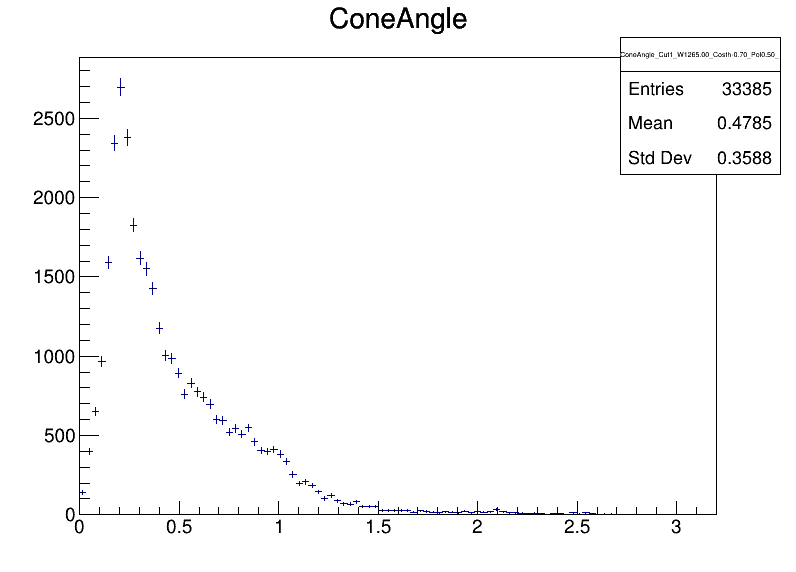 ConeAngle
ConeAngle_Cut1_W1265.00_Costh-0.70_Pol0.50_
Entries 33385
Mean 0.4785
Std Dev 0.3588
2500
2000
1500
1000
500
0
0 0.5 1 1.5 2 2.5 3